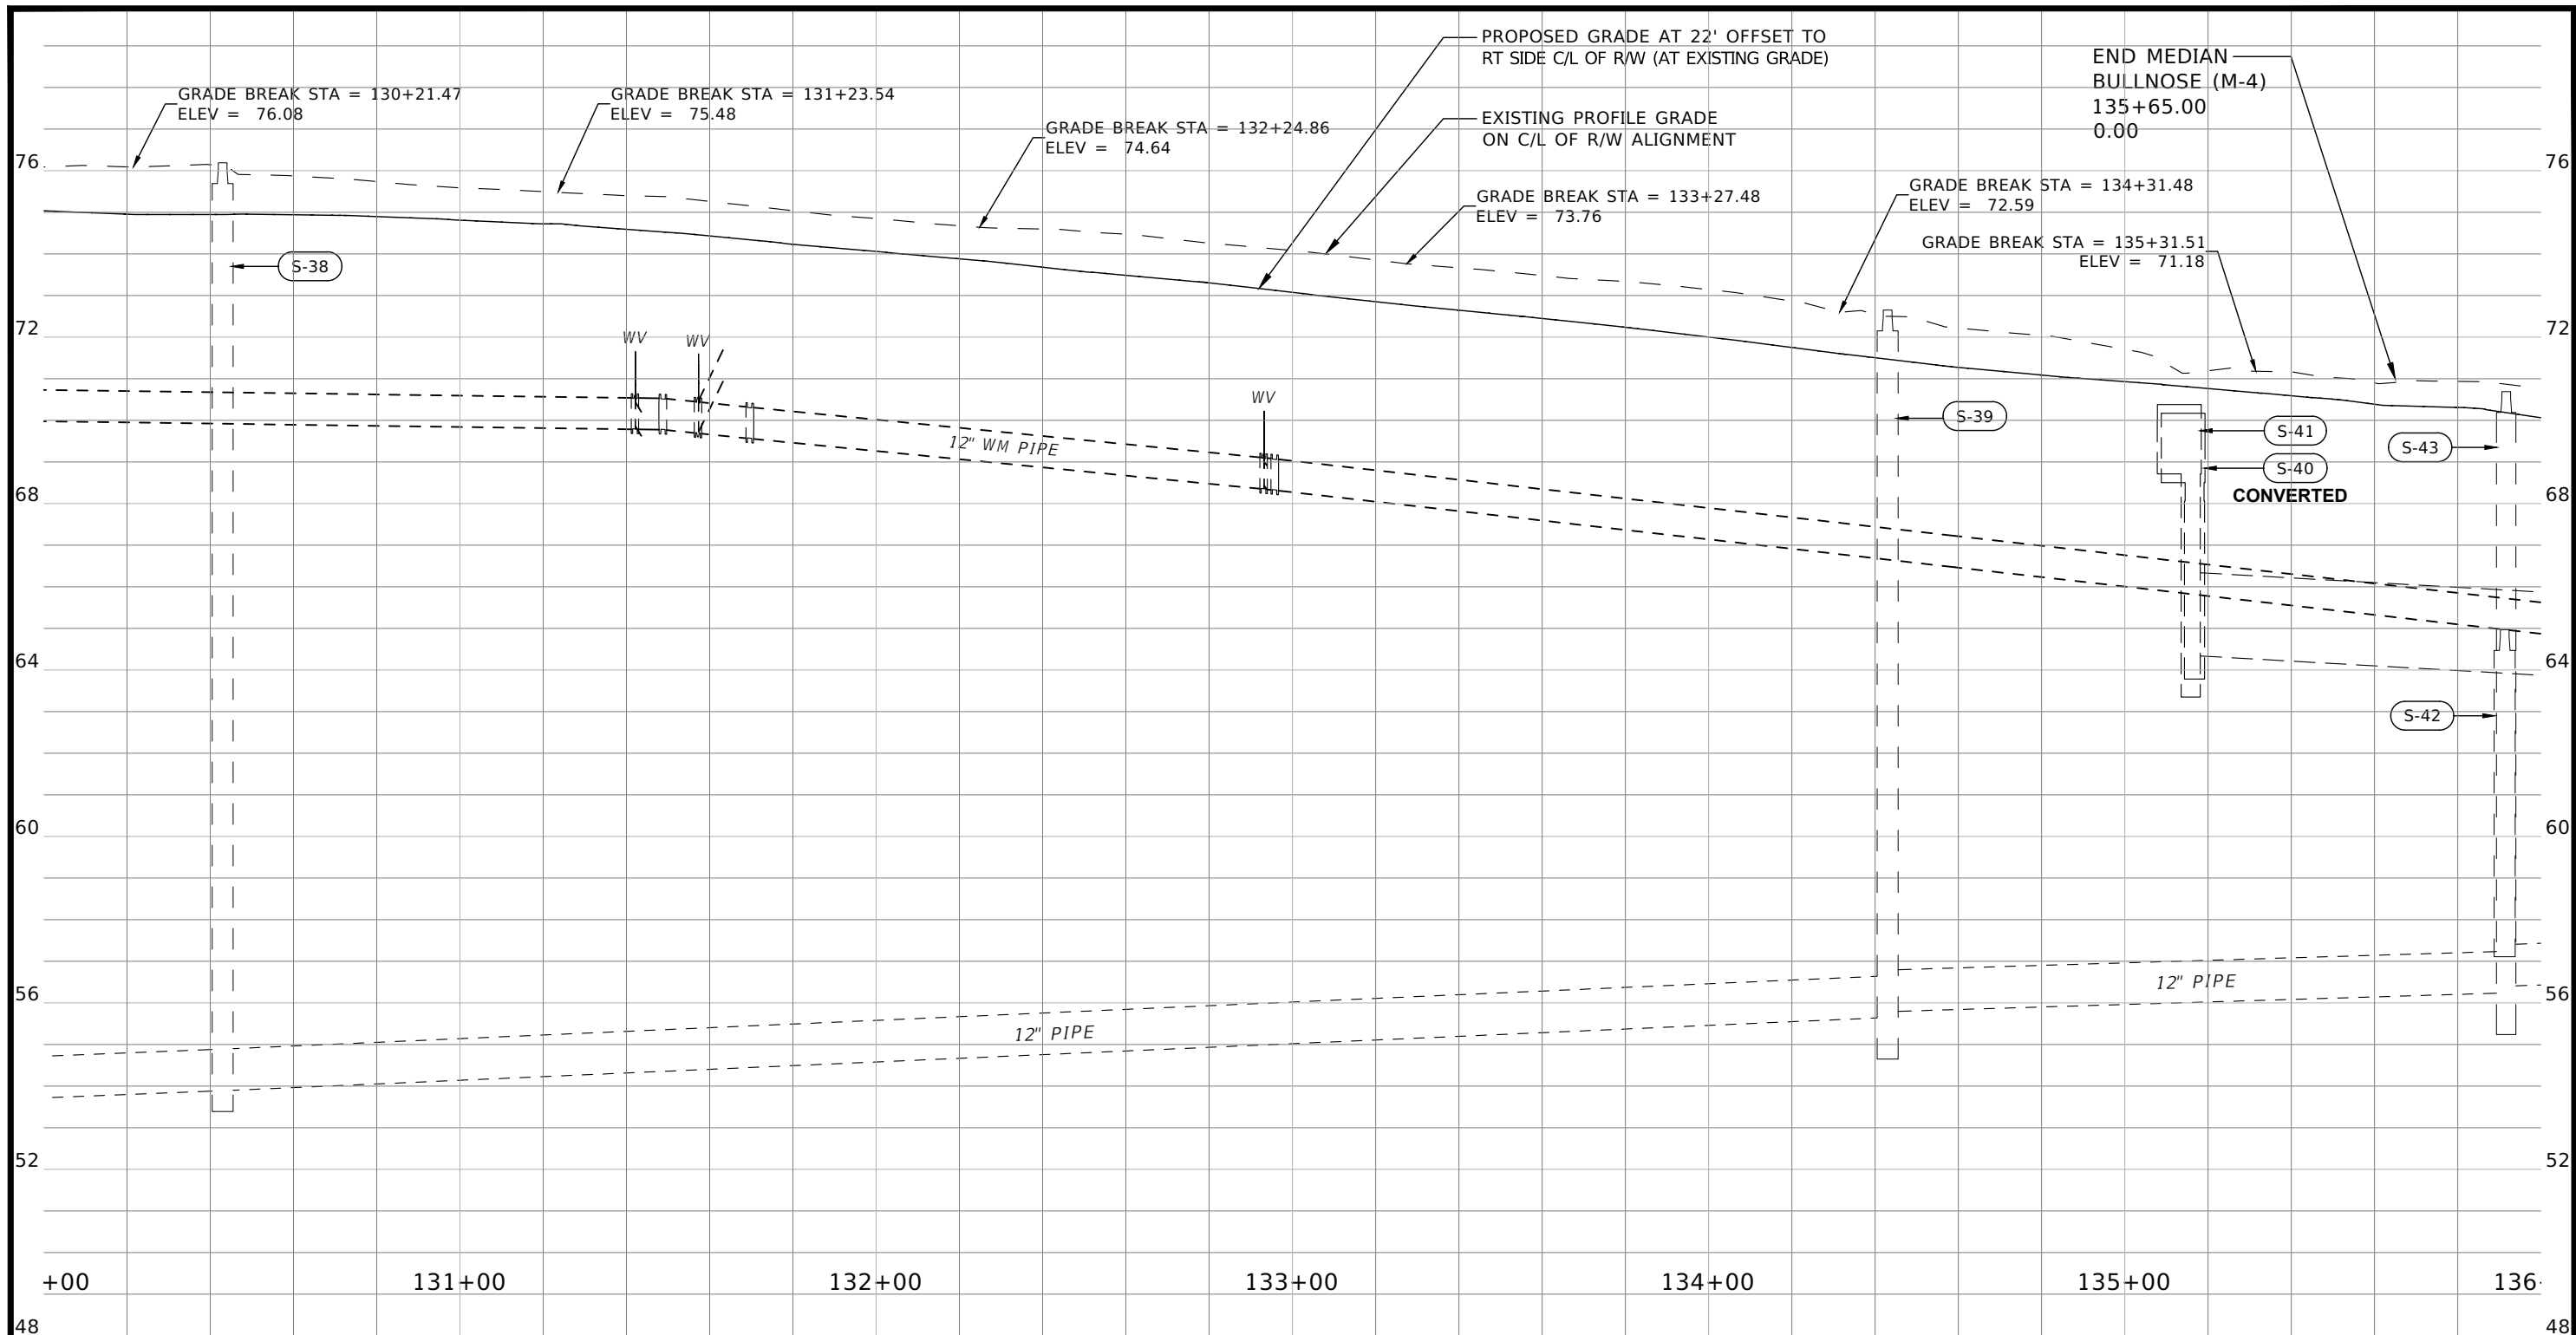 PROPOSED GRADE AT 22' OFFSET TO
RT SIDE C/L OF R/W (AT EXISTING GRADE)
END MEDIAN
BULLNOSE (M-4)
135+65.00
0.00
GRADE BREAK STA = 130+21.47
ELEV = 76.08
GRADE BREAK STA = 131+23.54
ELEV = 75.48
GRADE BREAK STA = 132+24.86
ELEV = 74.64
EXISTING PROFILE GRADE
ON C/L OF R/W ALIGNMENT
GRADE BREAK STA = 133+27.48
ELEV = 73.76
GRADE BREAK STA = 134+31.48
ELEV = 72.59
GRADE BREAK STA = 135+31.51
ELEV = 71.18
76
76
S-38
72
72
WV
WV
WV
S-39
S-41
S-43
12" WM PIPE
S-40
CONVERTED
68
68
64
64
S-42
60
60
56
56
12" PIPE
12" PIPE
52
52
+00
131+00
132+00
133+00
134+00
135+00
136
48
48